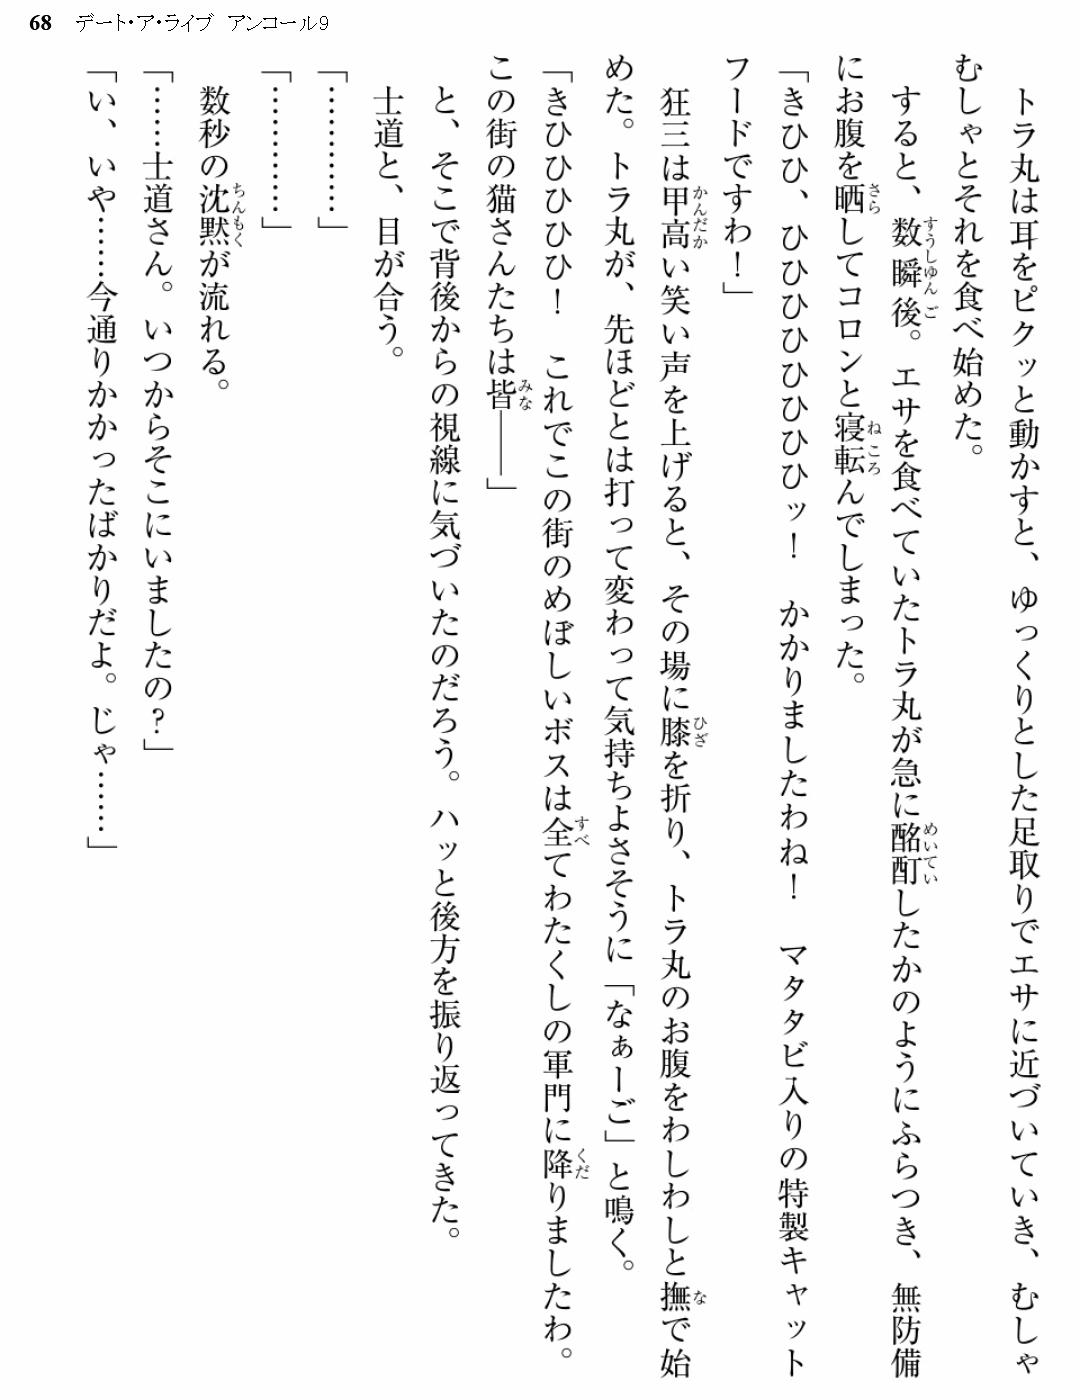 68 デート・ア・ライブ アンコール9
　トラ丸は耳をピクッと動かすと、ゆっくりとした足取りでエサに近づいていき、むしゃ
むしゃとそれを食べ始めた。
　すると、数瞬後。エサを食べていたトラ丸が急に酩酊したかのようにふらつき、無防備
にお腹を晒してコロンと寝転んでしまった。
「きひひ、ひひひひひひひひッ！　かかりましたわね！　マタタビ入りの特製キャット
フードですわ！」
　狂三は甲高い笑い声を上げると、その場に膝を折り、トラ丸のお腹をわしわしと撫で始
めた。トラ丸が、先ほどとは打って変わって気持ちよさそうに「なぁーご」と鳴く。
「きひひひひひ！　これでこの街のめぼしいボスは全てわたくしの軍門に降りましたわ。
この街の猫さんたちは皆――」
　と、そこで背後からの視線に気づいたのだろう。ハッと後方を振り返ってきた。
　士道と、目が合う。
「…………」
「…………」
　数秒の沈黙が流れる。
「……士道さん。いつからそこにいましたの？」
「い、いや……今通りかかったばかりだよ。じゃ……」